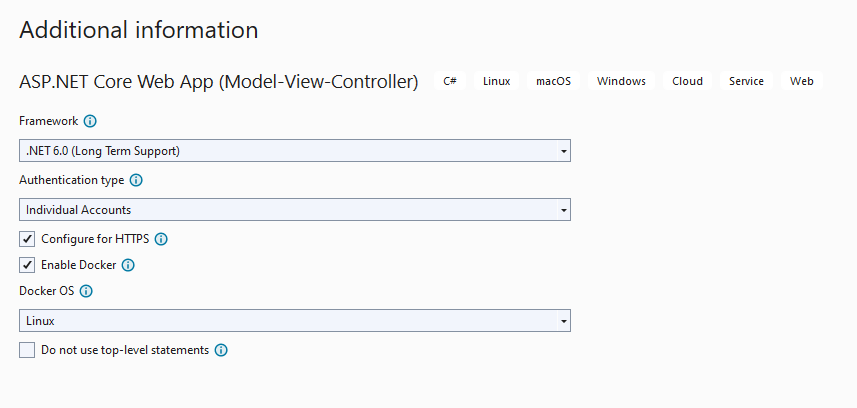 Additional information
ASP.NET Core Web App (Model-View-Controller) C# Linux macOS Windows Cloud Service Web
Framework
.NET 6.0 (Long Term Support)
Authentication type
Individual Accounts
Configure for HTTPS
Enable Docker
Docker OS
Linux
Do not use top-level statements